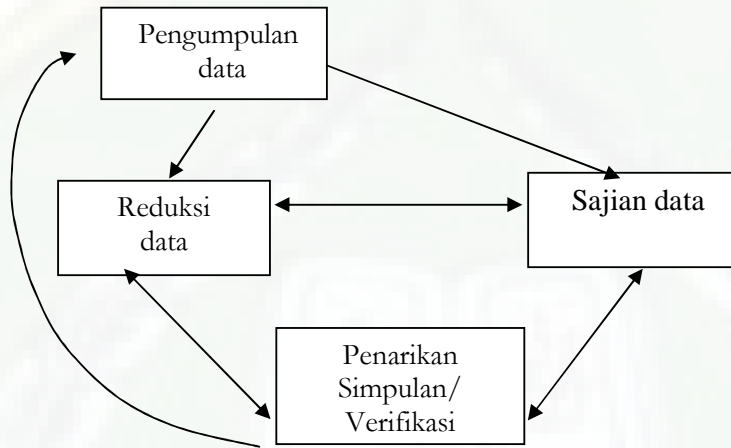 Pengumpulan
data
Reduksi
data
Sajian data
Penarikan
Simpulan/
Verifikasi